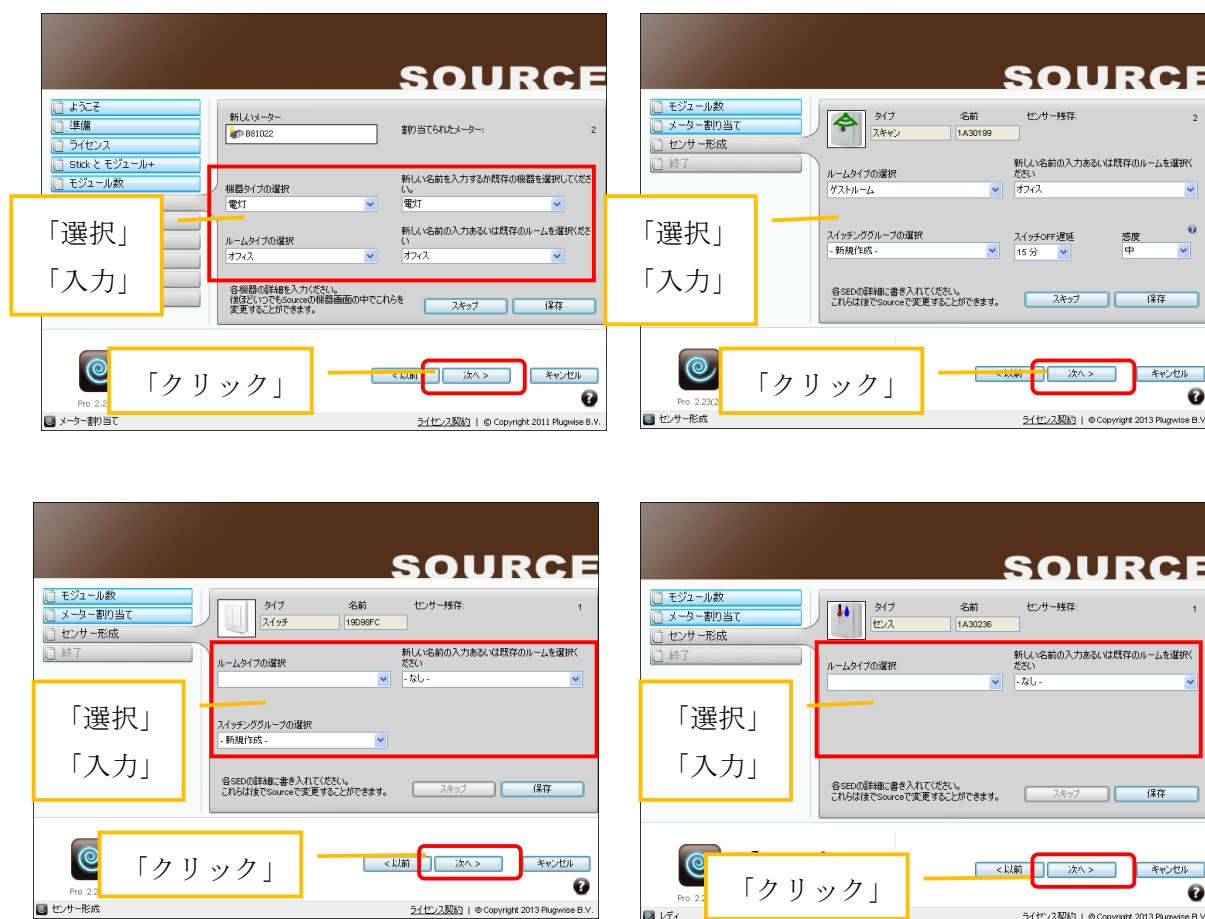 SOURCE
ようこそ
準備
ライセンス
Stick と モジュール+
モジュール数
新しいメーター
B81022
割り当てられたメーター:
2
機器タイプの選択
新しい名前を入力するか既存の機器を選択してください。
電灯
電灯
ルームタイプの選択
新しい名前の入力あるいは既存のルームを選択ください
オフィス
オフィス
各機器の詳細を入力ください。
後ほどいつでもSourceの機器画面の中でこれらを
変更することができます。
スキップ
保存
「選択」
「入力」
「クリック」
< 以前
次へ >
キャンセル
Pro 2.2
メーター割り当て
ライセンス契約 | © Copyright 2011 Plugwise B.V.
SOURCE
モジュール数
メーター割り当て
センサー形成
終了
タイプ
名前
センサー残存:
2
スキャン
1A30199
ルームタイプの選択
新しい名前の入力あるいは既存のルームを選択ください
ゲストルーム
オフィス
スイッチンググループの選択
スイッチOFF遅延
感度
- 新規作成 -
15 分
中
各SEDの詳細に書き入れてください。
これらは後でSourceで変更することができます。
スキップ
保存
「選択」
「入力」
「クリック」
< 以前
次へ >
キャンセル
Pro 2.23(2
センサー形成
ライセンス契約 | © Copyright 2013 Plugwise B.V
SOURCE
モジュール数
メーター割り当て
センサー形成
終了
タイプ
名前
センサー残存:
1
スイッチ
19D98FC
ルームタイプの選択
新しい名前の入力あるいは既存のルームを選択ください
- なし -
スイッチンググループの選択
- 新規作成 -
各SEDの詳細に書き入れてください。
これらは後でSourceで変更することができます。
スキップ
保存
「選択」
「入力」
「クリック」
< 以前
次へ >
キャンセル
Pro 2.2
センサー形成
ライセンス契約 | © Copyright 2013 Plugwise B.V.
SOURCE
モジュール数
メーター割り当て
センサー形成
終了
タイプ
名前
センサー残存:
1
センス
1A30236
ルームタイプの選択
新しい名前の入力あるいは既存のルームを選択ください
- なし -
各SEDの詳細に書き入れてください。
これらは後でSourceで変更することができます。
スキップ
保存
「選択」
「入力」
「クリック」
< 以前
次へ >
キャンセル
Pro 2.2
レディ
ライセンス契約 | © Copyright 2013 Plugwise B.V